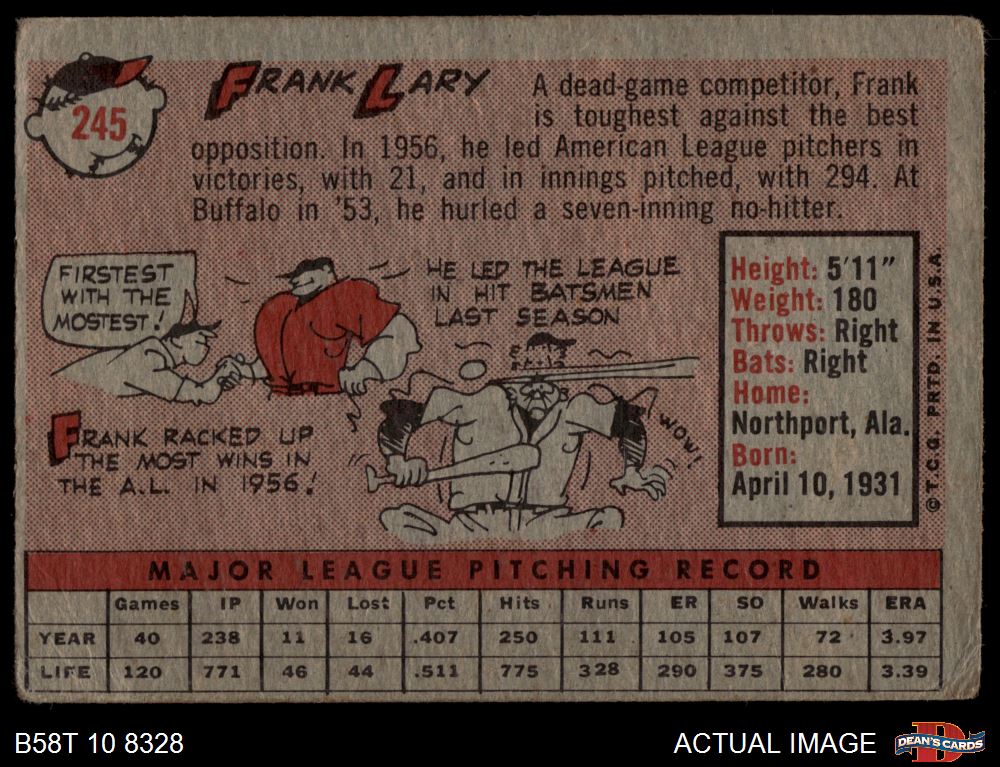 245
FRANK LARY
A dead-game competitor, Frank
is toughest against the best
opposition. In 1956, he led American League pitchers in
victories, with 21, and in innings pitched, with 294. At
Buffalo in '53, he hurled a seven-inning no-hitter.
FIRSTEST
WITH THE
MOSTEST!
HE LED THE LEAGUE
IN HIT BATSMEN
LAST SEASON
FRANK RACKED UP
THE MOST WINS IN
THE A.L. IN 1956!
WOW!
Height: 5'11"
Weight: 180
Throws: Right
Bats: Right
Home:
Northport, Ala.
Born:
April 10, 1931
©T.C.G. PRTD. IN U.S.A.
MAJOR LEAGUE PITCHING RECORD
Games IP Won Lost Pct Hits Runs ER SO Walks ERA
YEAR 40 238 11 16 .407 250 111 105 107 72 3.97
LIFE 120 771 46 44 .511 775 328 290 375 280 3.39
B58T 10 8328
ACTUAL IMAGE
D
DEAN'S CARDS